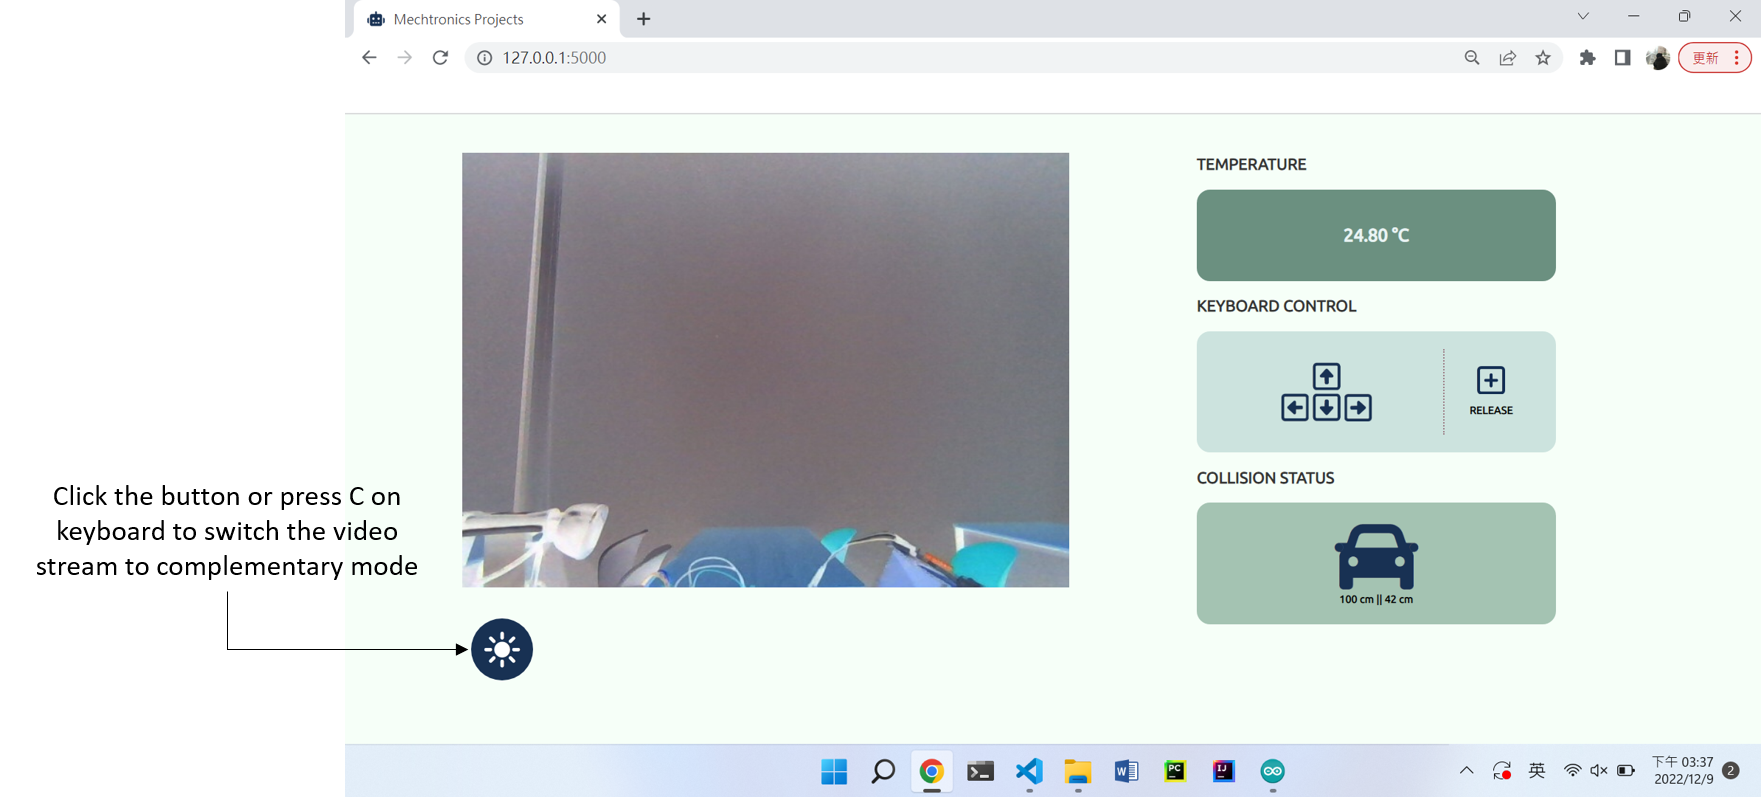 Mechtronics Projects
127.0.0.1:5000
更新
TEMPERATURE
24.80 °C
KEYBOARD CONTROL
RELEASE
COLLISION STATUS
100 cm || 42 cm
Click the button or press C on
keyboard to switch the video
stream to complementary mode
W
PC
IJ
英
下午 03:37
2022/12/9
2